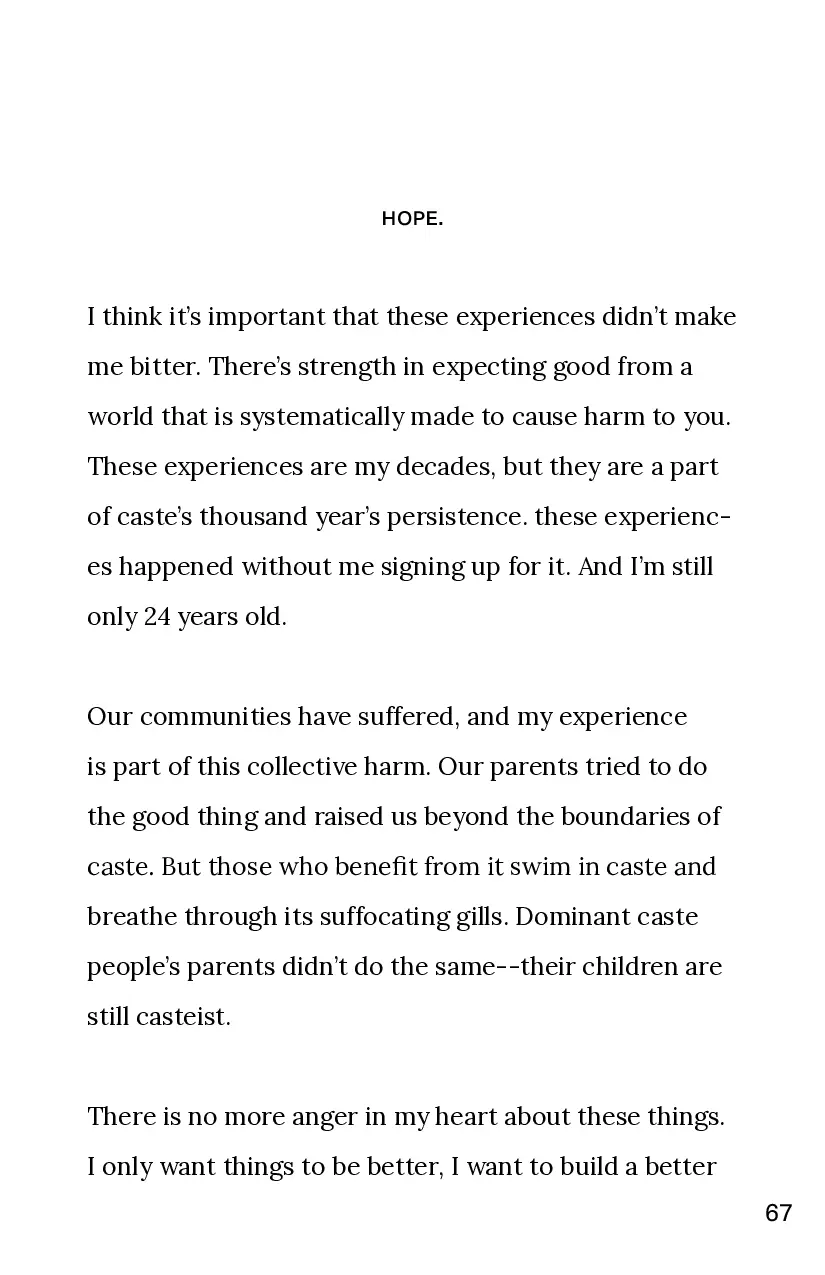 HOPE.
I think it’s important that these experiences didn’t make
me bitter. There’s strength in expecting good from a
world that is systematically made to cause harm to you.
These experiences are my decades, but they are a part
of caste’s thousand year’s persistence. these experienc-
es happened without me signing up for it. And I’m still
only 24 years old.
Our communities have suffered, and my experience
is part of this collective harm. Our parents tried to do
the good thing and raised us beyond the boundaries of
caste. But those who benefit from it swim in caste and
breathe through its suffocating gills. Dominant caste
people’s parents didn’t do the same--their children are
still casteist.
There is no more anger in my heart about these things.
I only want things to be better, I want to build a better
67